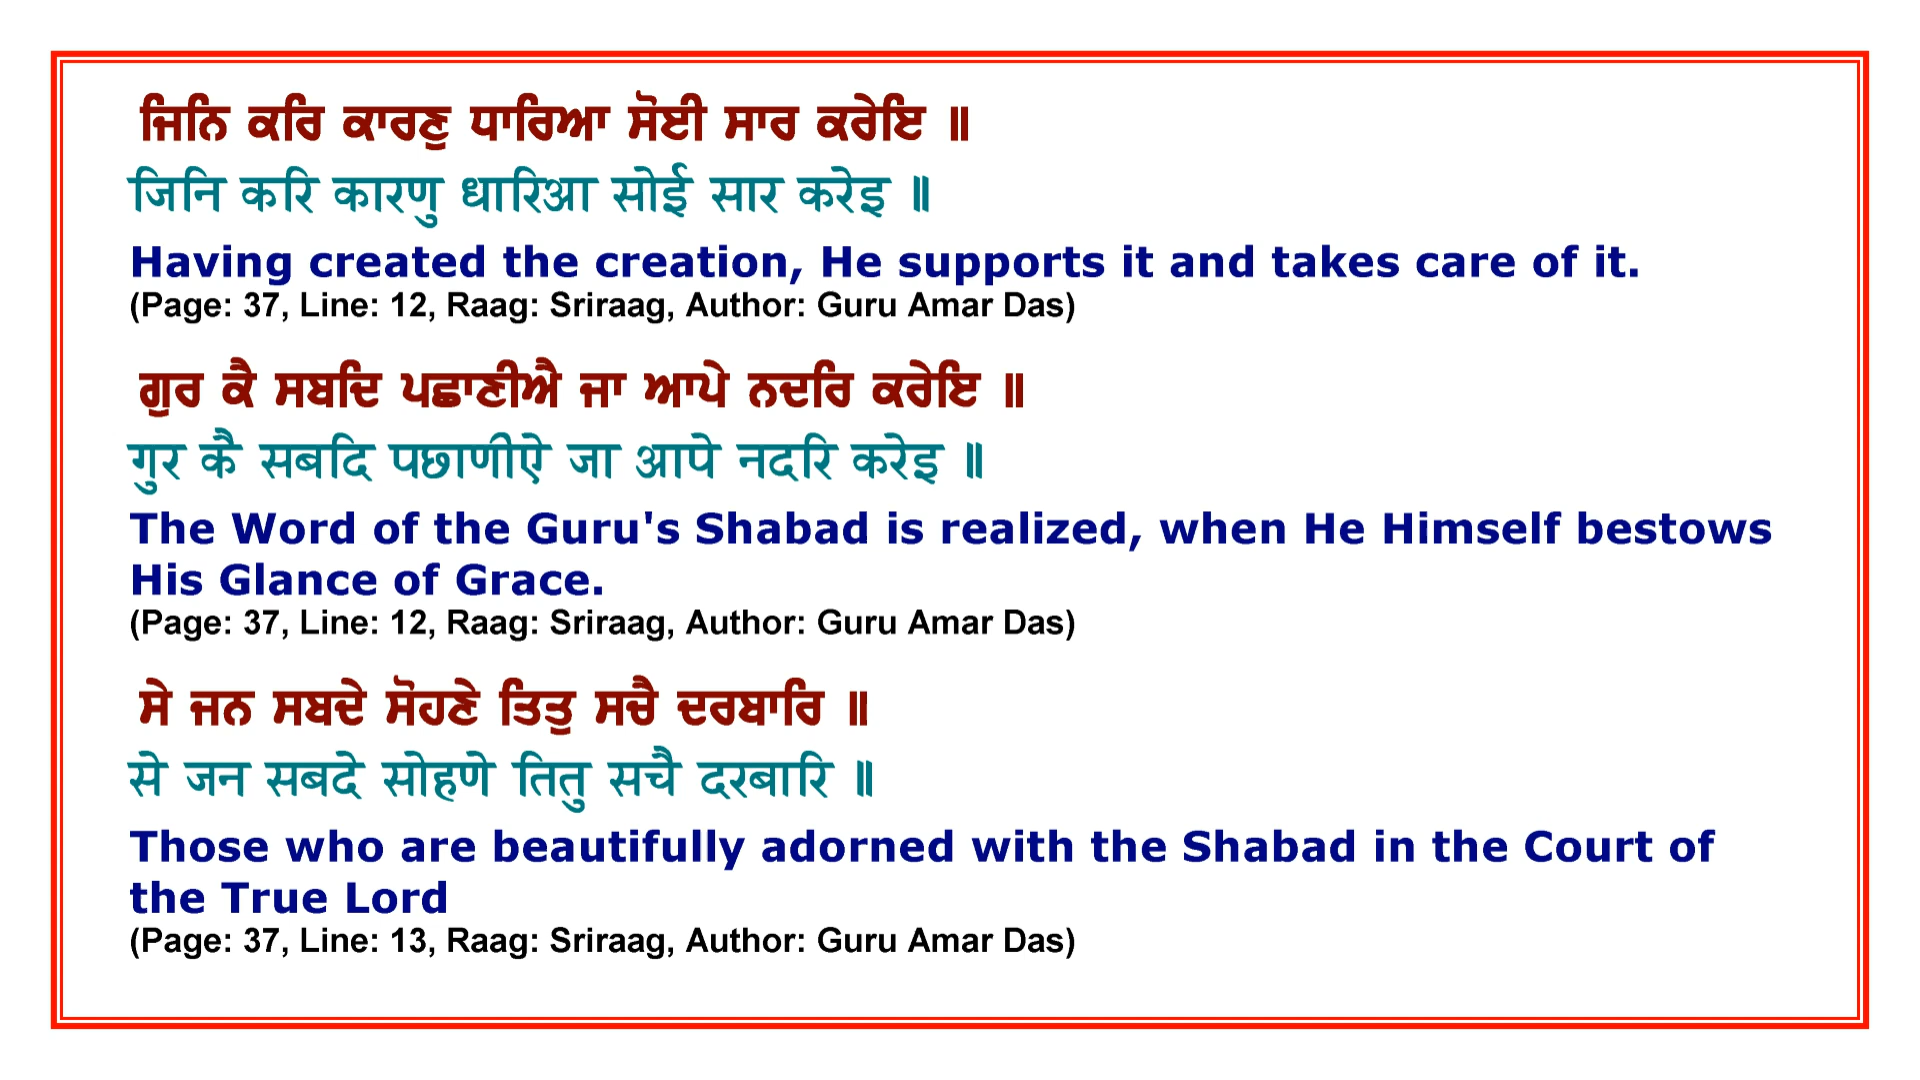 ਜਿਨਿ ਕਰਿ ਕਾਰਣੁ ਧਾਰਿਆ ਸੋਈ ਸਾਰ ਕਰੇਇ ॥
जिनि करि कारणु धारिआ सोई सार करेइ ॥
Having created the creation, He supports it and takes care of it.
(Page: 37, Line: 12, Raag: Sriraag, Author: Guru Amar Das)
ਗੁਰ ਕੈ ਸਬਦਿ ਪਛਾਣੀਐ ਜਾ ਆਪੇ ਨਦਰਿ ਕਰੇਇ ॥
गुर कै सबदि पछाणीऐ जा आपे नदरि करेइ ॥
The Word of the Guru's Shabad is realized, when He Himself bestows
His Glance of Grace.
(Page: 37, Line: 12, Raag: Sriraag, Author: Guru Amar Das)
ਸੇ ਜਨ ਸਬਦੇ ਸੋਹਣੇ ਤਿਤੁ ਸਚੈ ਦਰਬਾਰਿ ॥
से जन सबदे सोहणे तितु सचै दरबारि ॥
Those who are beautifully adorned with the Shabad in the Court of
the True Lord
(Page: 37, Line: 13, Raag: Sriraag, Author: Guru Amar Das)